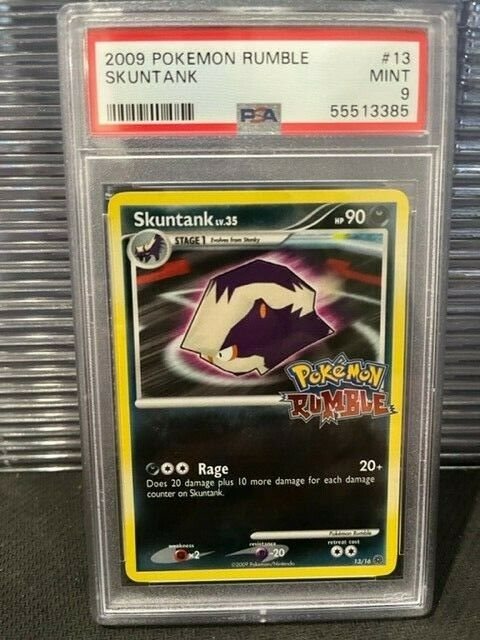 2009 POKEMON RUMBLE #13
SKUNTANK MINT
9
PSA 55513385
Skuntank LV.35 HP 90
STAGE 1 Evolves from Stunky
POKéMON
RUMBLE
Rage 20+
Does 20 damage plus 10 more damage for each damage
counter on Skuntank.
Pokémon Rumble
weakness resistance retreat cost
×2 -20
©2009 Pokémon/Nintendo 13/16